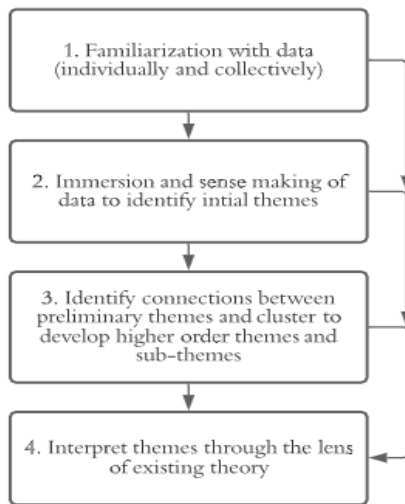 1. Familiarization with data
(individually and collectively)
2. Immersion and sense making of
data to identify intial themes
3. Identify connections between
preliminary themes and cluster to
develop higher order themes and
sub-themes
4. Interpret themes through the lens
of existing theory